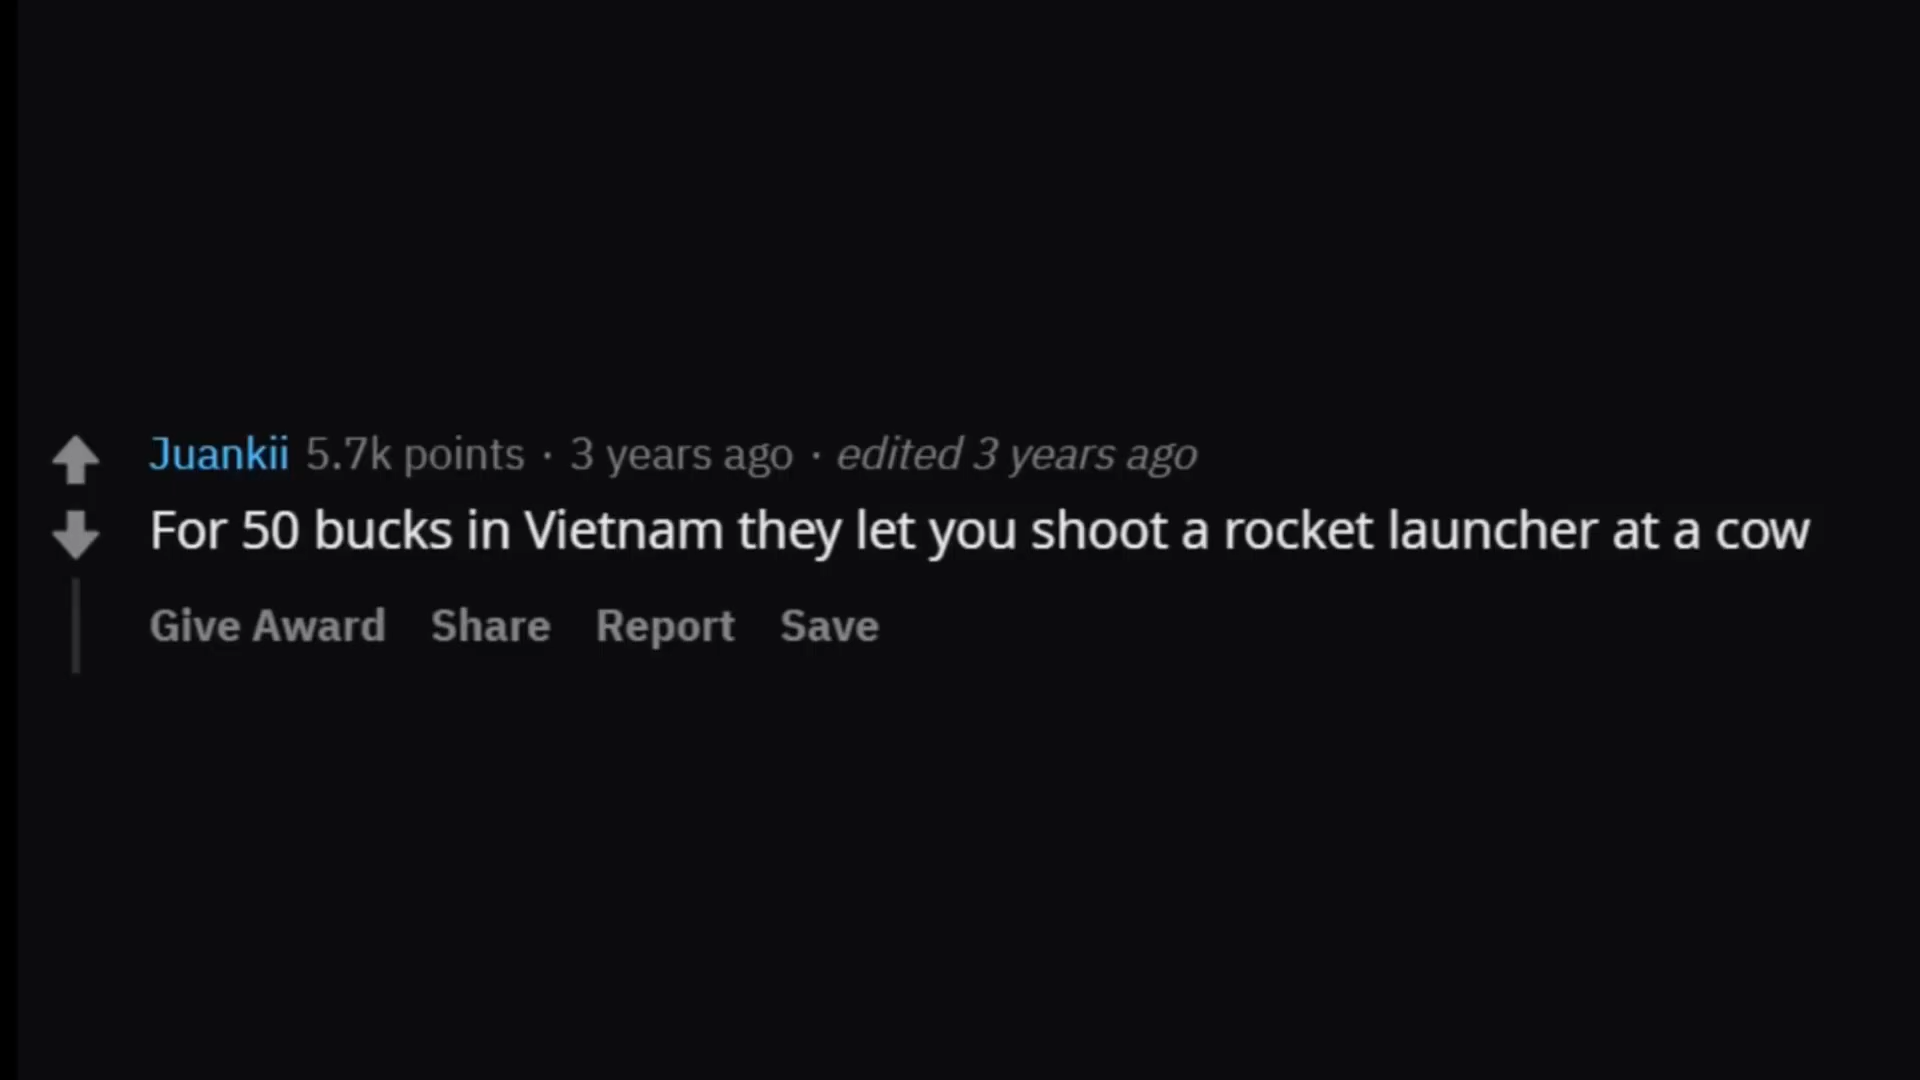 Juankii 5.7k points · 3 years ago · edited 3 years ago
For 50 bucks in Vietnam they let you shoot a rocket launcher at a cow
Give Award Share Report Save